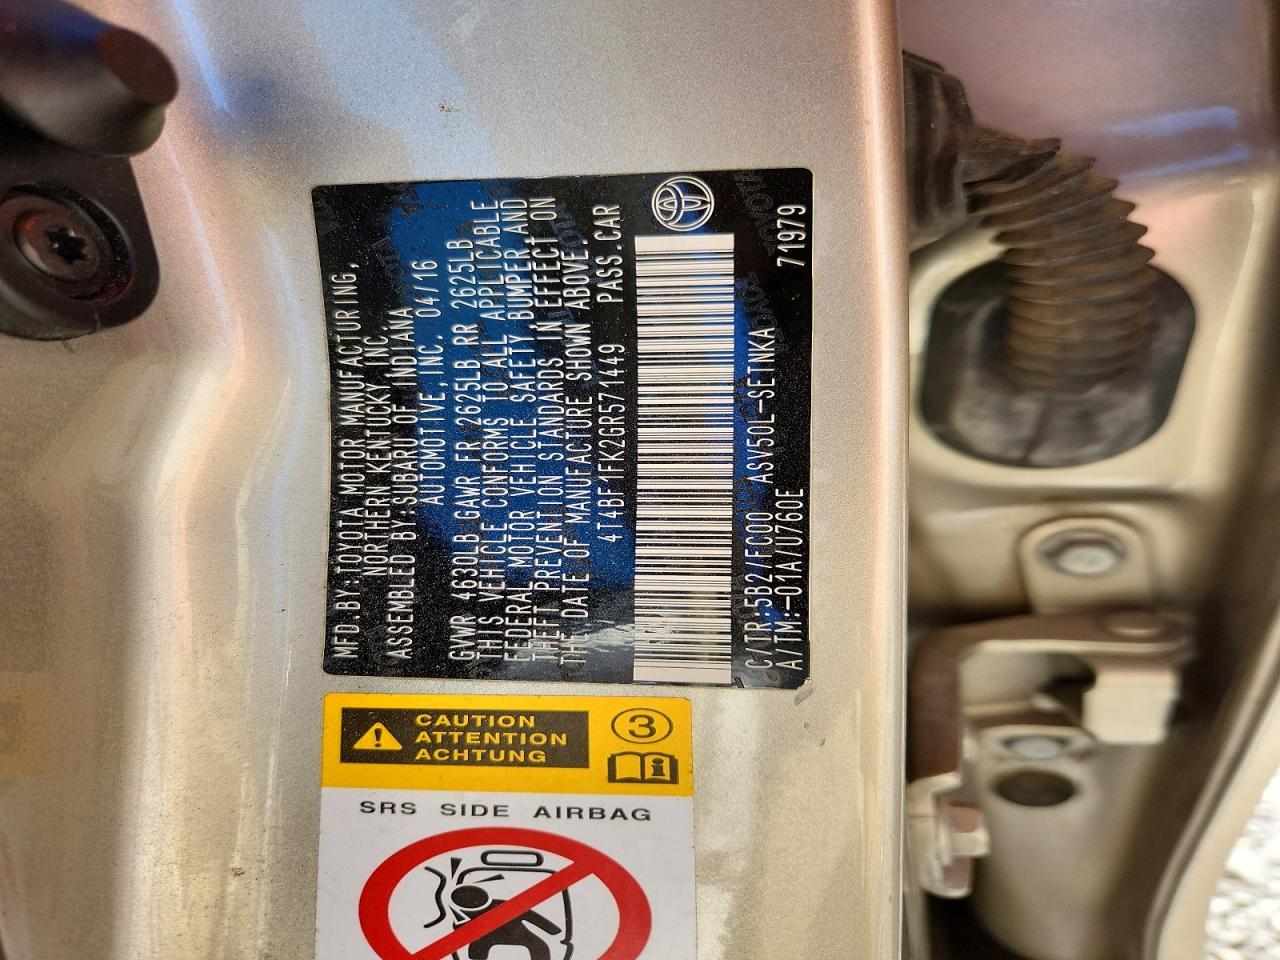 MFD.BY:TOYOTA MOTOR MANUFACTURING,
NORTHERN KENTUCKY, INC.
ASSEMBLED BY:SUBARU OF INDIANA
AUTOMOTIVE, INC. 04/16
GVWR 4630LB GAWR FR 2625LB RR 2625LB
THIS VEHICLE CONFORMS TO ALL APPLICABLE
FEDERAL MOTOR VEHICLE SAFETY BUMPER AND
THEFT PREVENTION STANDARDS IN EFFECT ON
THE DATE OF MANUFACTURE SHOWN ABOVE.
4T4BF1FK2GR571449 PASS.CAR
C/TR:5B2/FC00 ASV50L-SETNKA
A/TM:-01A/U760E 71979
CAUTION
ATTENTION
ACHTUNG
3
SRS SIDE AIRBAG